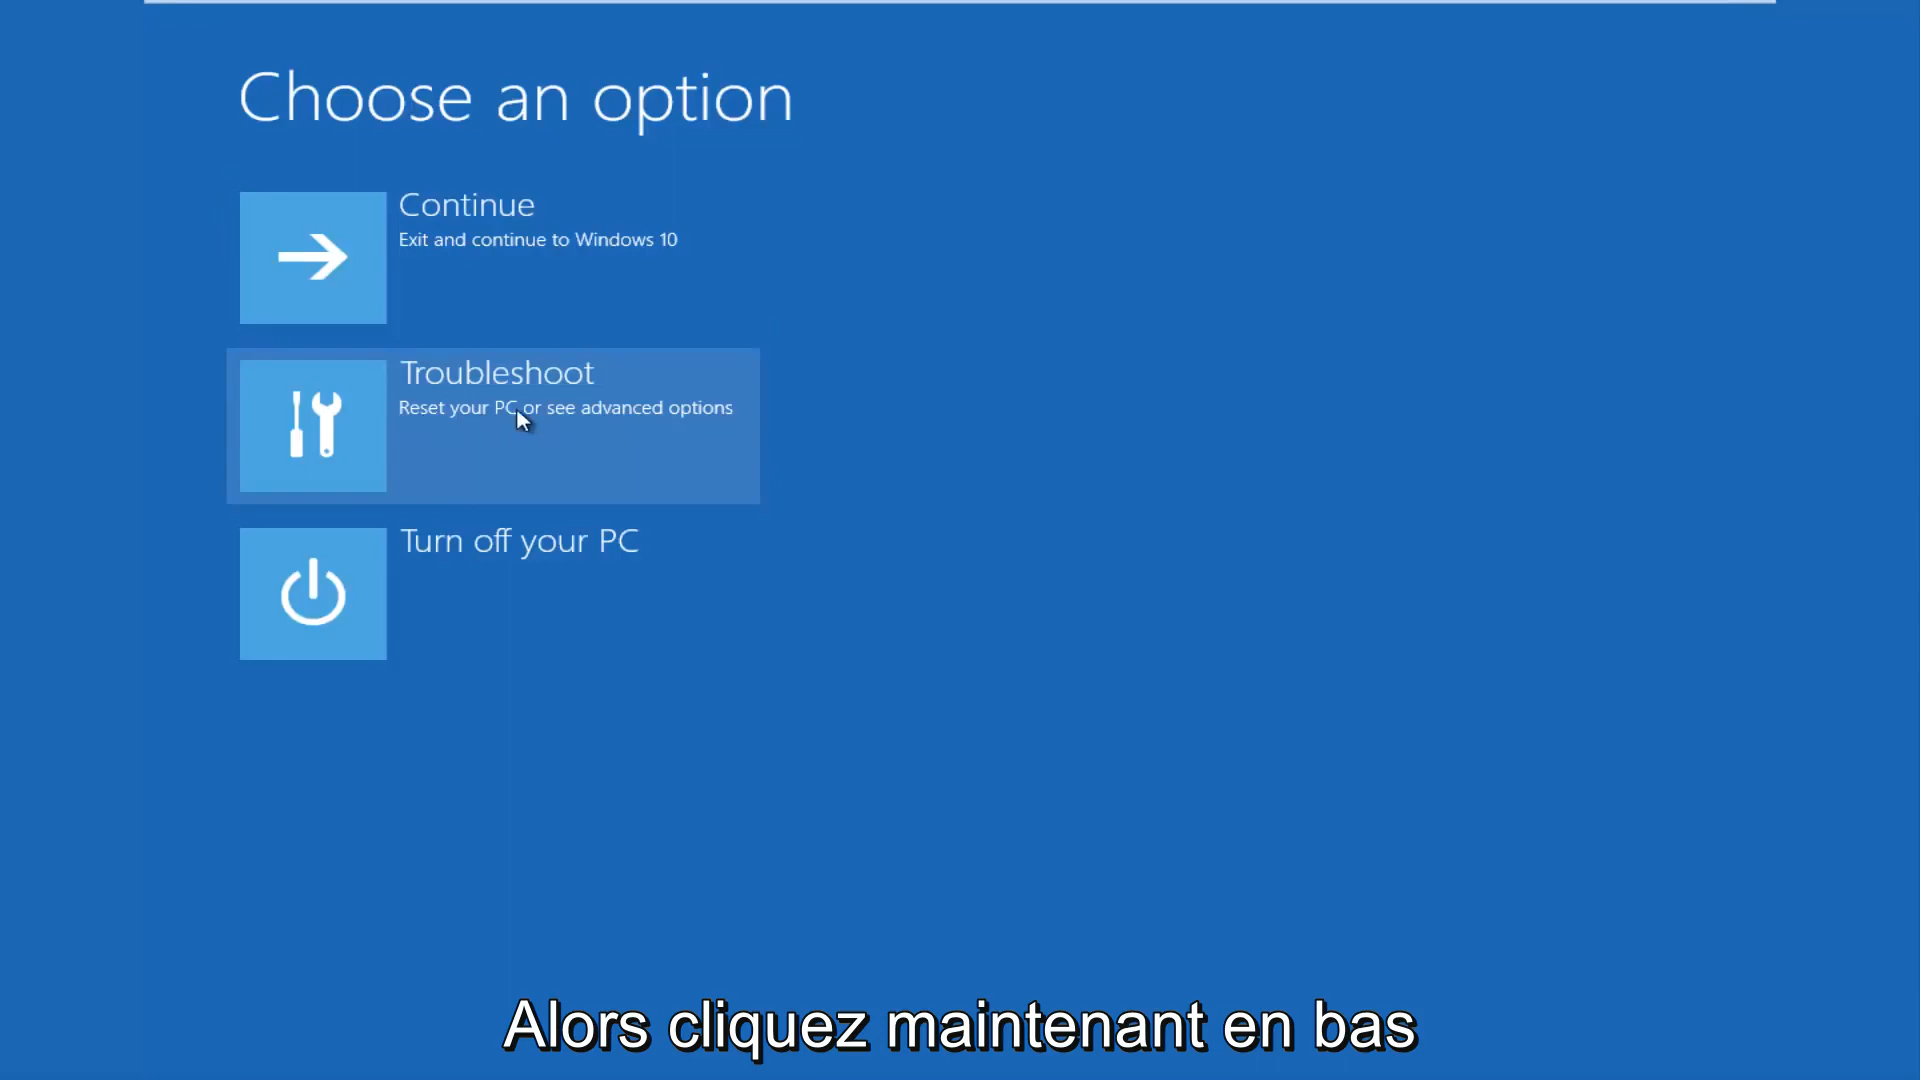 Choose an option
Continue
Exit and continue to Windows 10
Troubleshoot
Reset your PC or see advanced options
Turn off your PC
Alors cliquez maintenant en bas